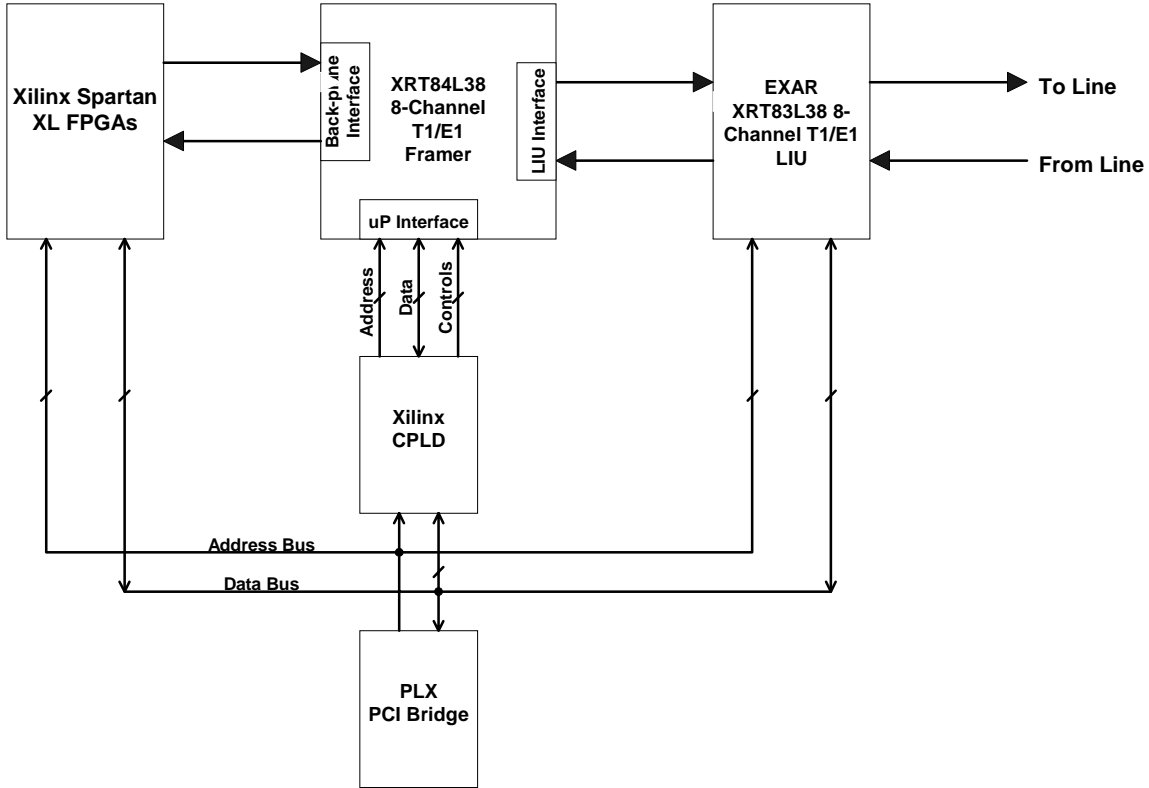 Xilinx Spartan
XL FPGAs
Back-plane
Interface
XRT84L38
8-Channel
T1/E1
Framer
LIU Interface
EXAR
XRT83L38 8-
Channel T1/E1
LIU
To Line
From Line
uP Interface
Address
Data
Controls
Xilinx
CPLD
Address Bus
Data Bus
PLX
PCI Bridge